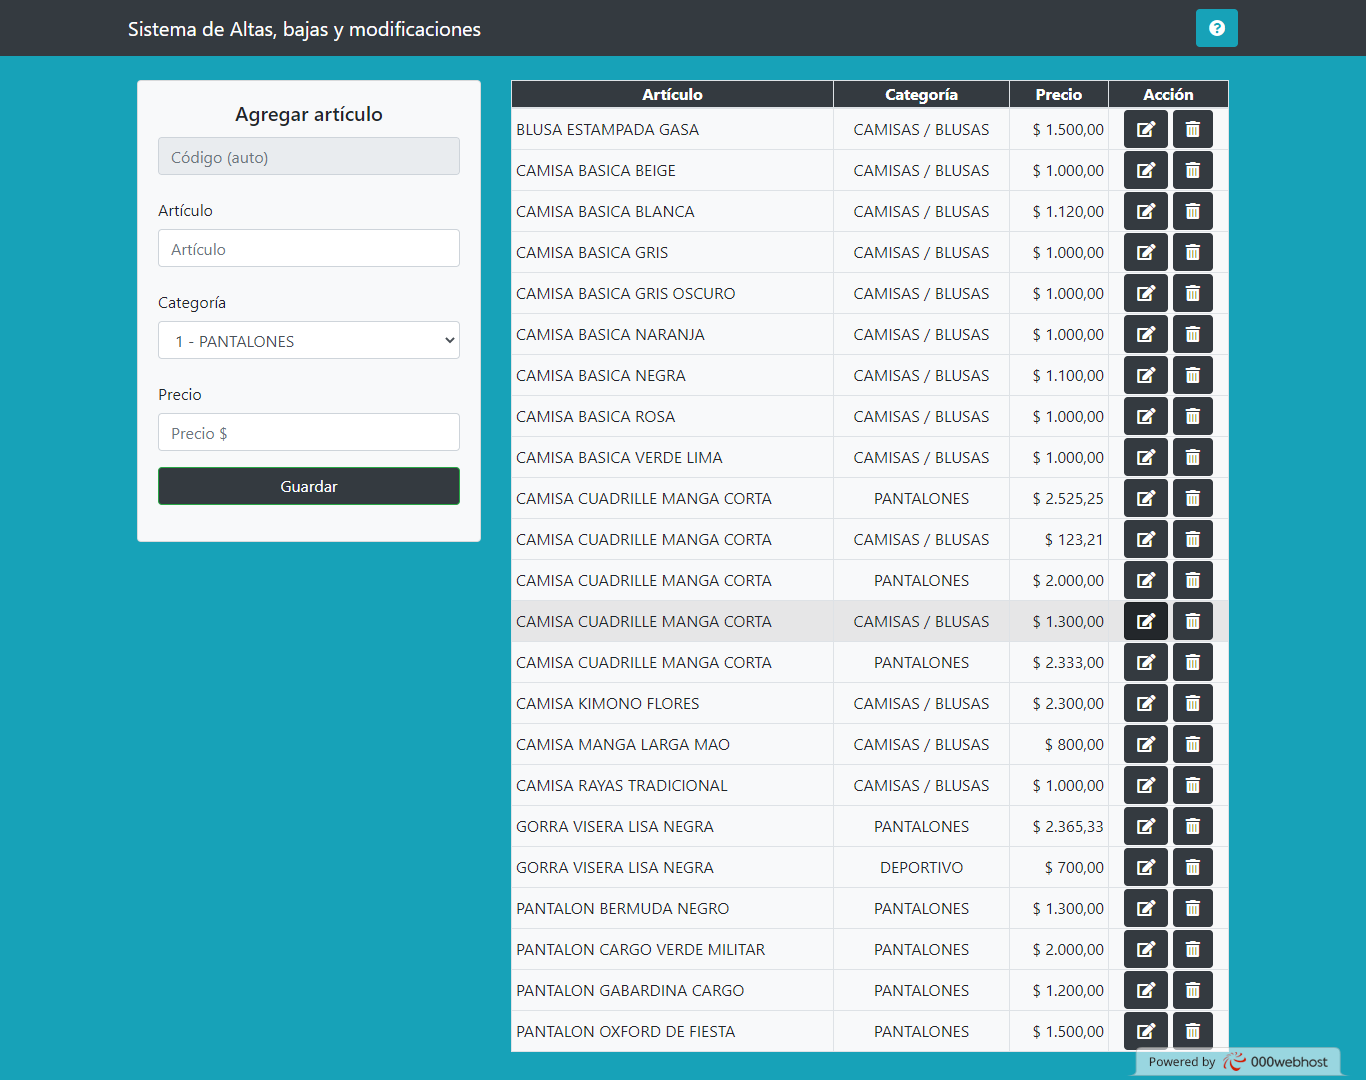 Sistema de Altas, bajas y modificaciones
Agregar artículo
Código (auto)
Artículo
Artículo
Categoría
1 - PANTALONES
Precio
Precio $
Guardar
Artículo Categoría Precio Acción
BLUSA ESTAMPADA GASA CAMISAS / BLUSAS $ 1.500,00
CAMISA BASICA BEIGE CAMISAS / BLUSAS $ 1.000,00
CAMISA BASICA BLANCA CAMISAS / BLUSAS $ 1.120,00
CAMISA BASICA GRIS CAMISAS / BLUSAS $ 1.000,00
CAMISA BASICA GRIS OSCURO CAMISAS / BLUSAS $ 1.000,00
CAMISA BASICA NARANJA CAMISAS / BLUSAS $ 1.000,00
CAMISA BASICA NEGRA CAMISAS / BLUSAS $ 1.100,00
CAMISA BASICA ROSA CAMISAS / BLUSAS $ 1.000,00
CAMISA BASICA VERDE LIMA CAMISAS / BLUSAS $ 1.000,00
CAMISA CUADRILLE MANGA CORTA PANTALONES $ 2.525,25
CAMISA CUADRILLE MANGA CORTA CAMISAS / BLUSAS $ 123,21
CAMISA CUADRILLE MANGA CORTA PANTALONES $ 2.000,00
CAMISA CUADRILLE MANGA CORTA CAMISAS / BLUSAS $ 1.300,00
CAMISA CUADRILLE MANGA CORTA PANTALONES $ 2.333,00
CAMISA KIMONO FLORES CAMISAS / BLUSAS $ 2.300,00
CAMISA MANGA LARGA MAO CAMISAS / BLUSAS $ 800,00
CAMISA RAYAS TRADICIONAL CAMISAS / BLUSAS $ 1.000,00
GORRA VISERA LISA NEGRA PANTALONES $ 2.365,33
GORRA VISERA LISA NEGRA DEPORTIVO $ 700,00
PANTALON BERMUDA NEGRO PANTALONES $ 1.300,00
PANTALON CARGO VERDE MILITAR PANTALONES $ 2.000,00
PANTALON GABARDINA CARGO PANTALONES $ 1.200,00
PANTALON OXFORD DE FIESTA PANTALONES $ 1.500,00
Powered by 000webhost